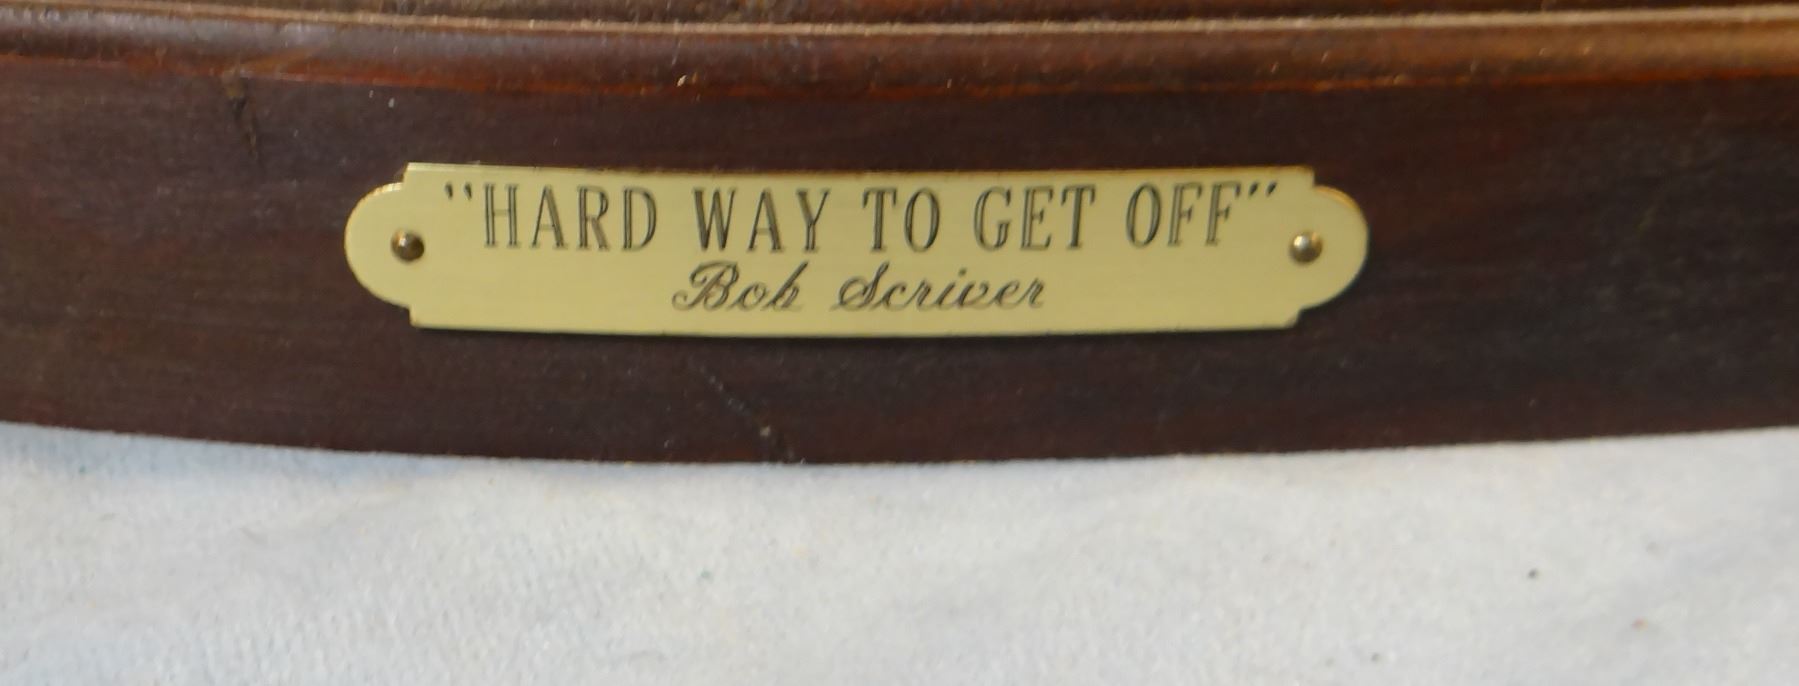 "HARD WAY TO GET OFF"
Bob Scriver